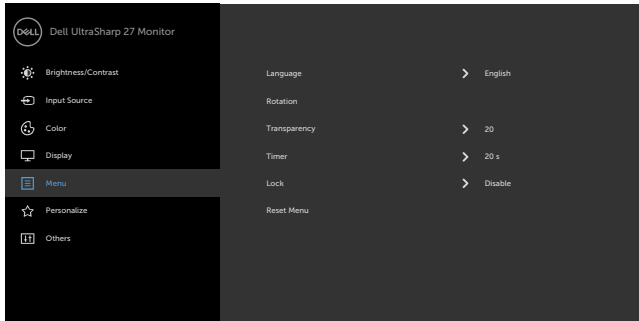 DELL Dell UltraSharp 27 Monitor
Brightness/Contrast
Input Source
Color
Display
Menu
Personalize
Others
Language English
Rotation
Transparency 20
Timer 20 s
Lock Disable
Reset Menu